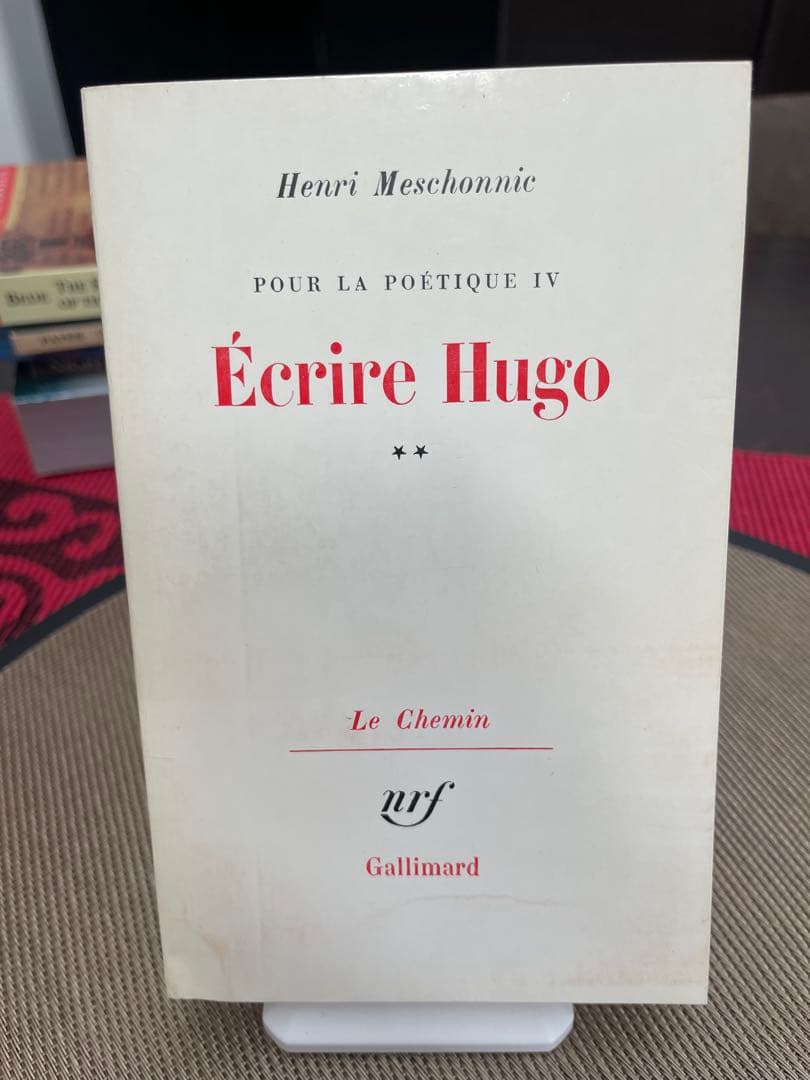 Henri Meschonnic
POUR LA POÉTIQUE IV
Écrire Hugo
★★
Le Chemin
nrf
Gallimard